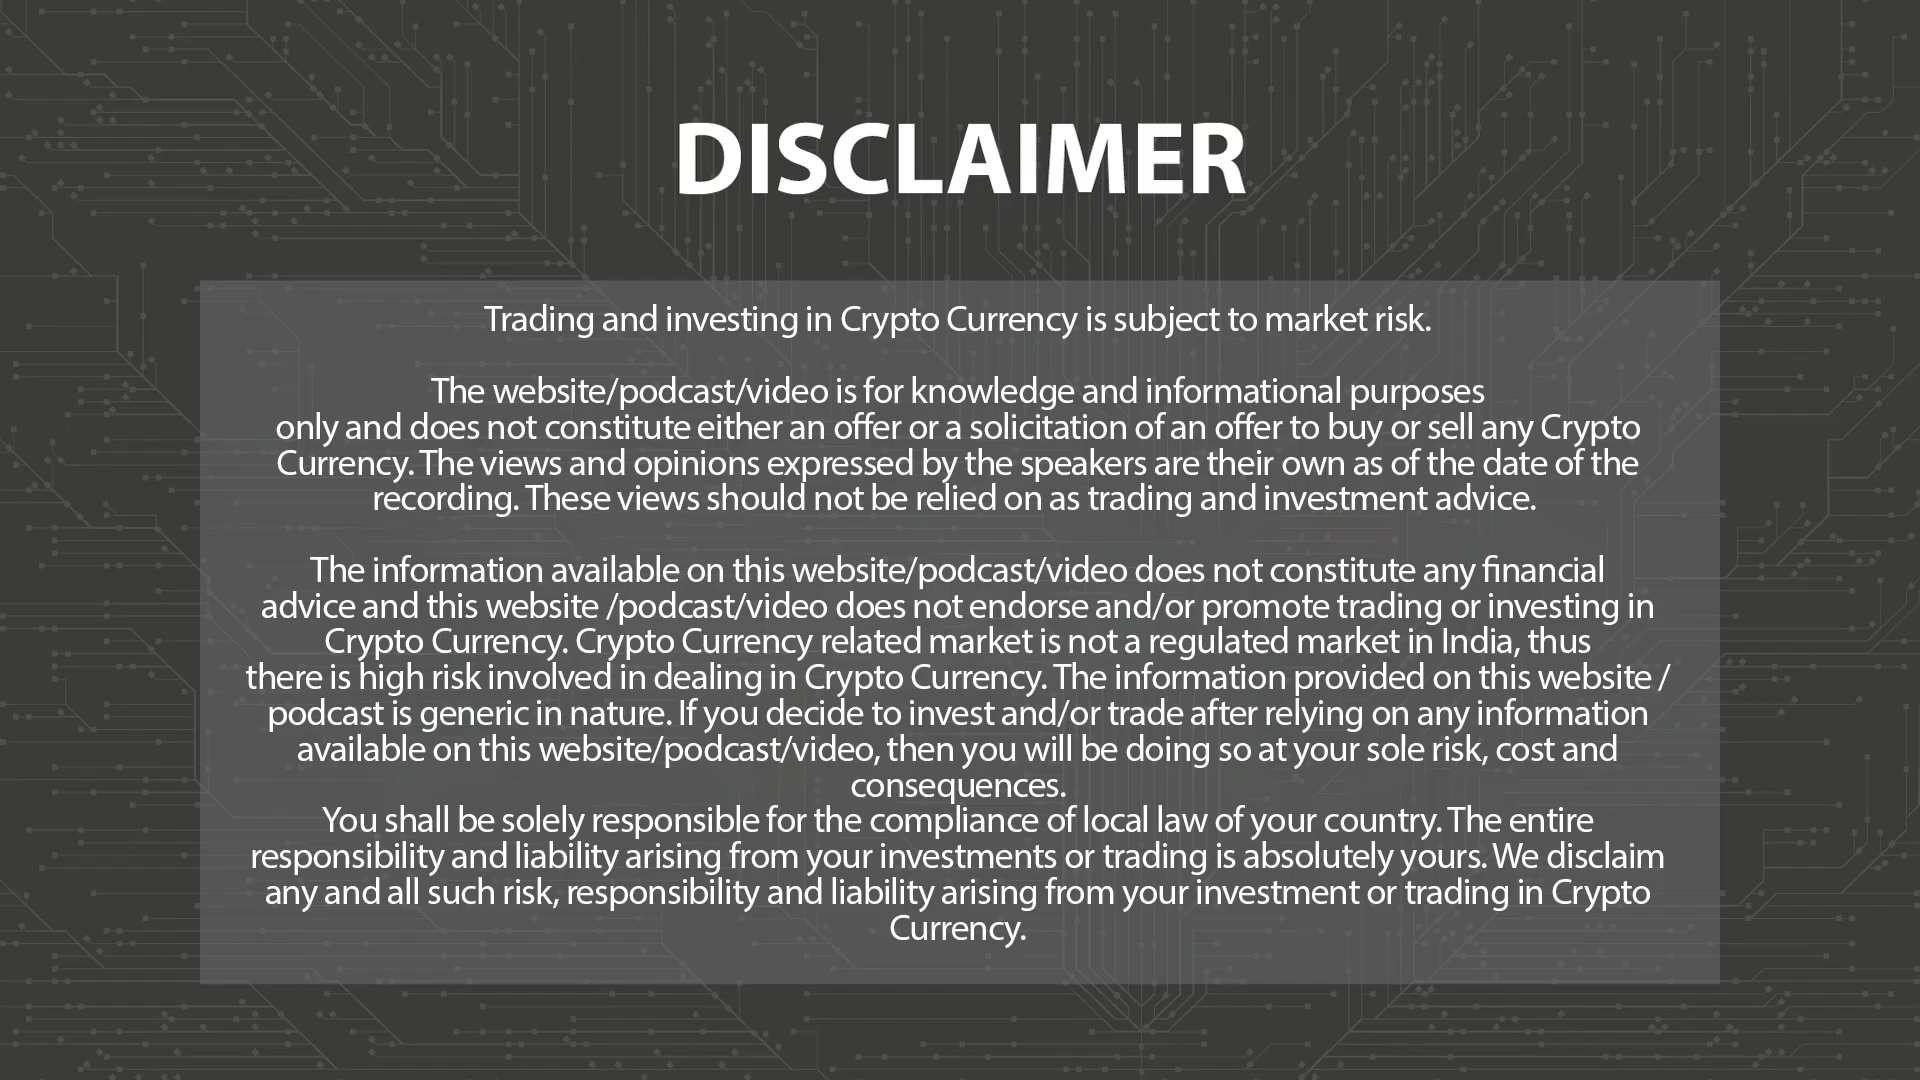 DISCLAIMER
Trading and investing in Crypto Currency is subject to market risk.
The website/podcast/video is for knowledge and informational purposes
only and does not constitute either an offer or a solicitation of an offer to buy or sell any Crypto
Currency. The views and opinions expressed by the speakers are their own as of the date of the
recording. These views should not be relied on as trading and investment advice.
The information available on this website/podcast/video does not constitute any financial
advice and this website /podcast/video does not endorse and/or promote trading or investing in
Crypto Currency. Crypto Currency related market is not a regulated market in India, thus
there is high risk involved in dealing in Crypto Currency. The information provided on this website /
podcast is generic in nature. If you decide to invest and/or trade after relying on any information
available on this website/podcast/video, then you will be doing so at your sole risk, cost and
consequences.
You shall be solely responsible for the compliance of local law of your country. The entire
responsibility and liability arising from your investments or trading is absolutely yours. We disclaim
any and all such risk, responsibility and liability arising from your investment or trading in Crypto
Currency.